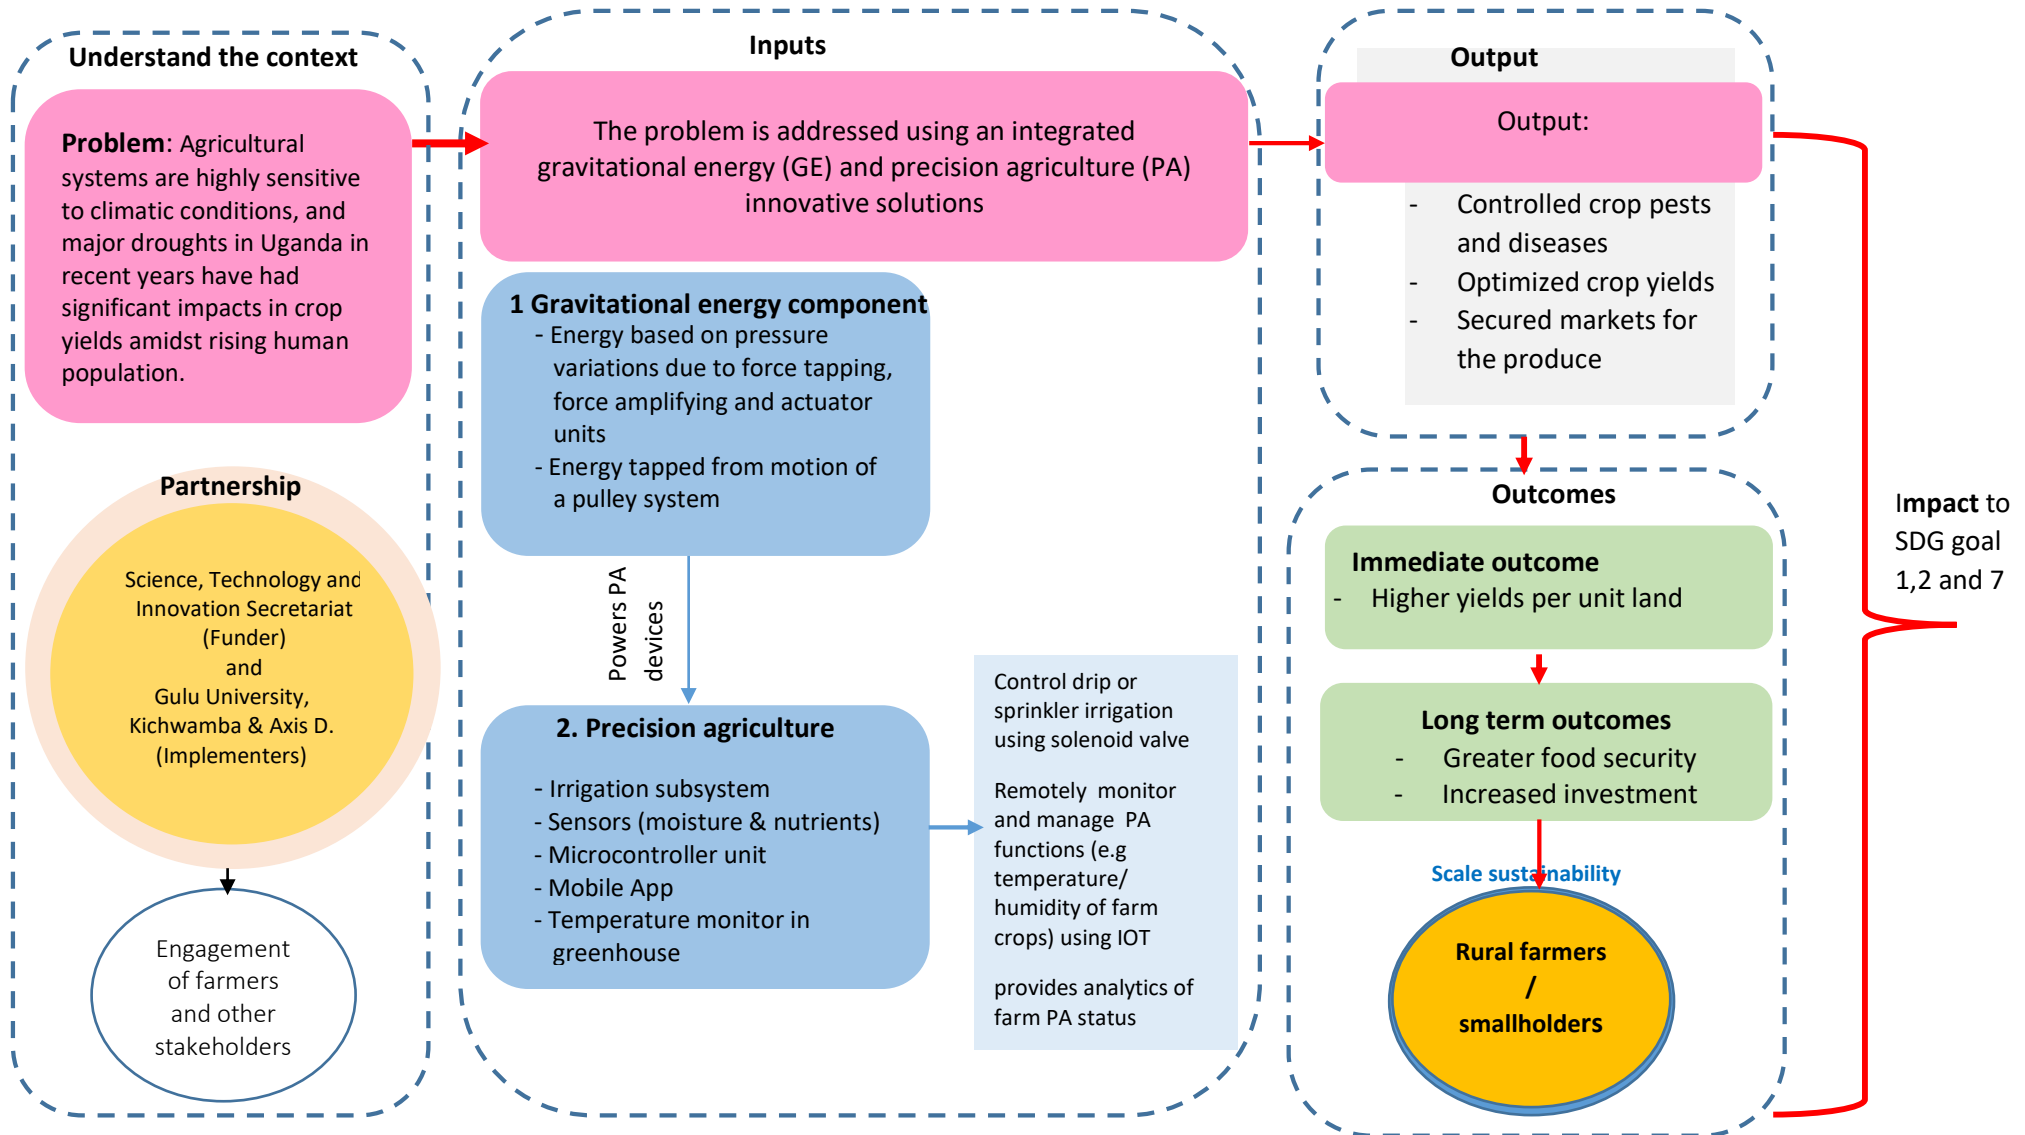 Understand the context
Problem: Agricultural
systems are highly sensitive
to climatic conditions, and
major droughts in Uganda in
recent years have had
significant impacts in crop
yields amidst rising human
population.
Partnership
Science, Technology and
Innovation Secretariat
(Funder)
and
Gulu University,
Kichwamba & Axis D.
(Implementers)
Engagement
of farmers
and other
stakeholders
Inputs
The problem is addressed using an integrated
gravitational energy (GE) and precision agriculture (PA)
innovative solutions
1 Gravitational energy component
- Energy based on pressure
variations due to force tapping,
force amplifying and actuator
units
- Energy tapped from motion of
a pulley system
Powers PA
devices
2. Precision agriculture
- Irrigation subsystem
- Sensors (moisture & nutrients)
- Microcontroller unit
- Mobile App
- Temperature monitor in
greenhouse
Control drip or
sprinkler irrigation
using solenoid valve
Remotely monitor
and manage PA
functions (e.g
temperature/
humidity of farm
crops) using IOT
provides analytics of
farm PA status
Output
Output:
- Controlled crop pests
and diseases
- Optimized crop yields
- Secured markets for
the produce
Outcomes
Immediate outcome
- Higher yields per unit land
Long term outcomes
- Greater food security
- Increased investment
Scale sustainability
Rural farmers
/
smallholders
Impact to
SDG goal
1,2 and 7